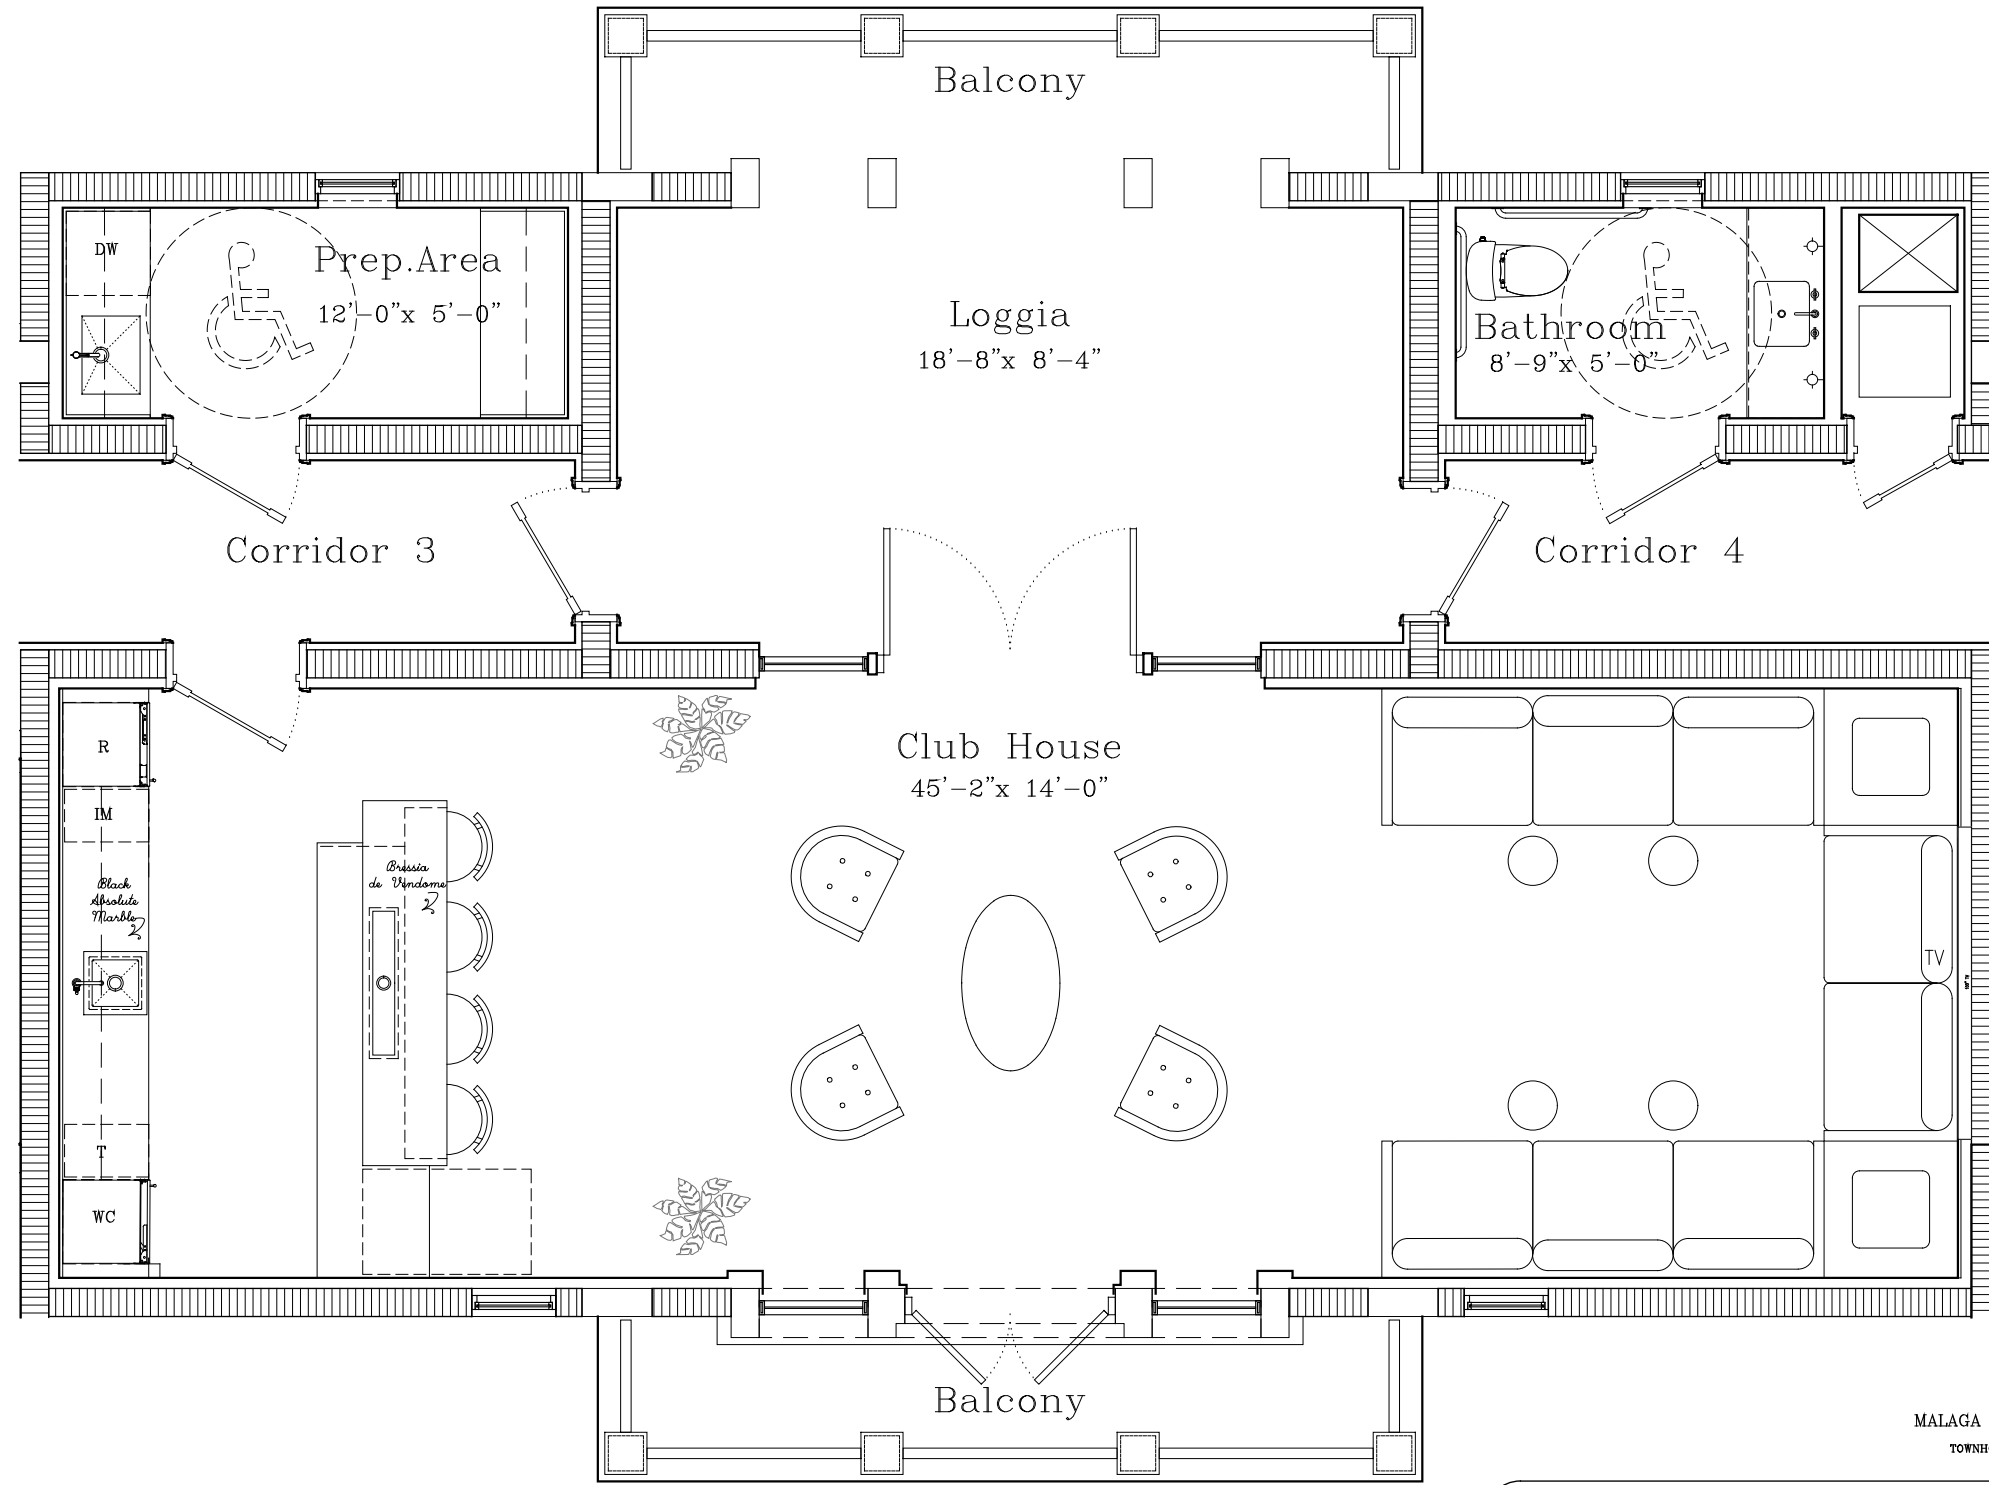 Balcony
DW
Prep.Area
12'-0"x 5'-0"
Loggia
18'-8"x 8'-4"
Bathroom
8'-9"x 5'-0"
Corridor 3
Corridor 4
Club House
45'-2"x 14'-0"
R
IM
Black
Absolute
Marble
Bressia
de Vendome
TV
T
WC
Balcony
MALAGA